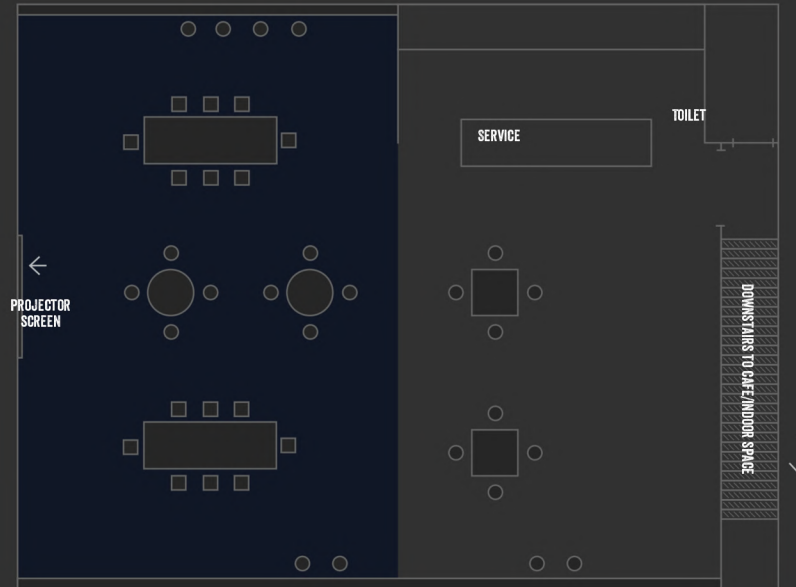 TOILET
SERVICE
PROJECTOR
SCREEN
DOWNSTAIRS TO CAFE/INDOOR SPACE